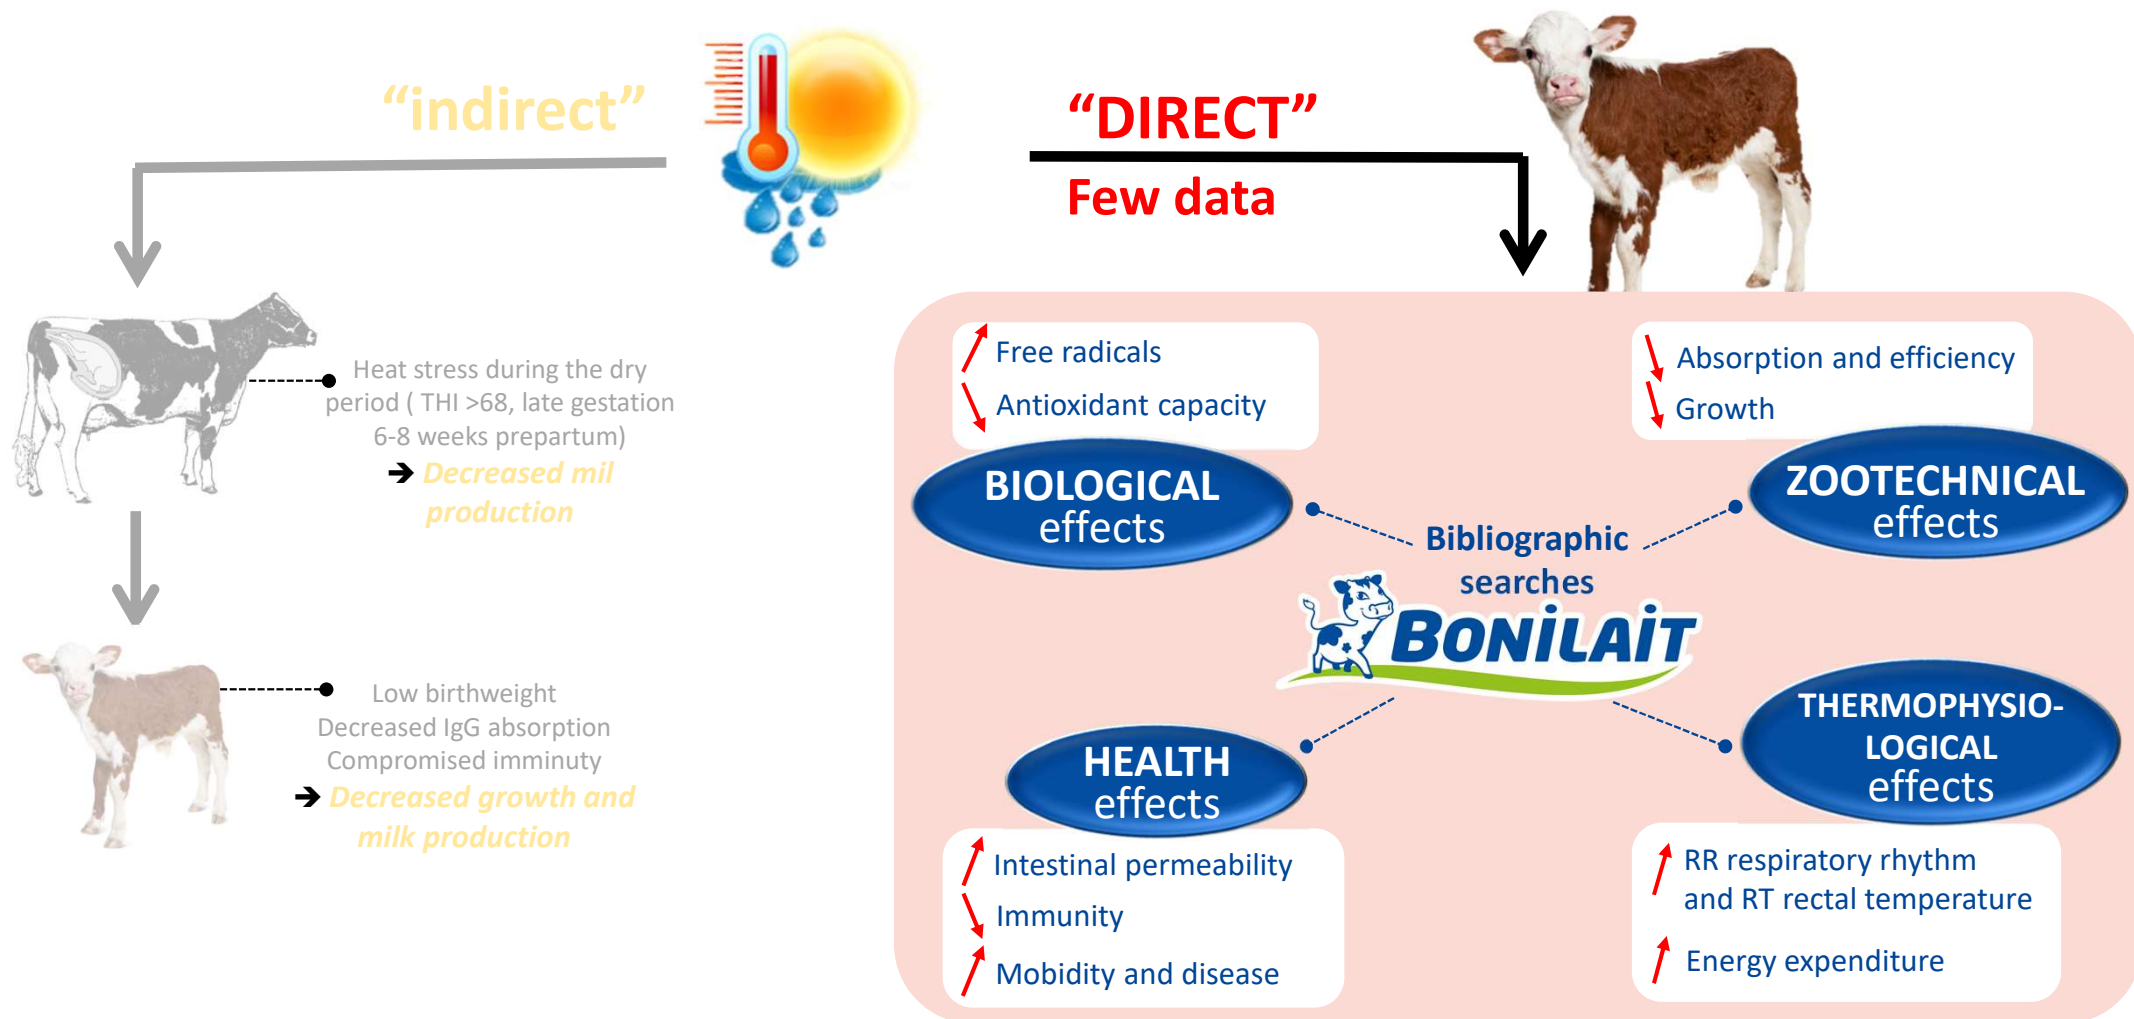 “indirect”
“DIRECT”
Few data
Heat stress during the dry
period ( THI >68, late gestation
6-8 weeks prepartum)
➔ Decreased mil
production
Low birthweight
Decreased IgG absorption
Compromised imminuty
➔ Decreased growth and
milk production
Free radicals
Antioxidant capacity
BIOLOGICAL
effects
Absorption and efficiency
Growth
ZOOTECHNICAL
effects
Bibliographic
searches
BONILAIT
HEALTH
effects
Intestinal permeability
Immunity
Mobidity and disease
THERMOPHYSIO-
LOGICAL
effects
RR respiratory rhythm
and RT rectal temperature
Energy expenditure